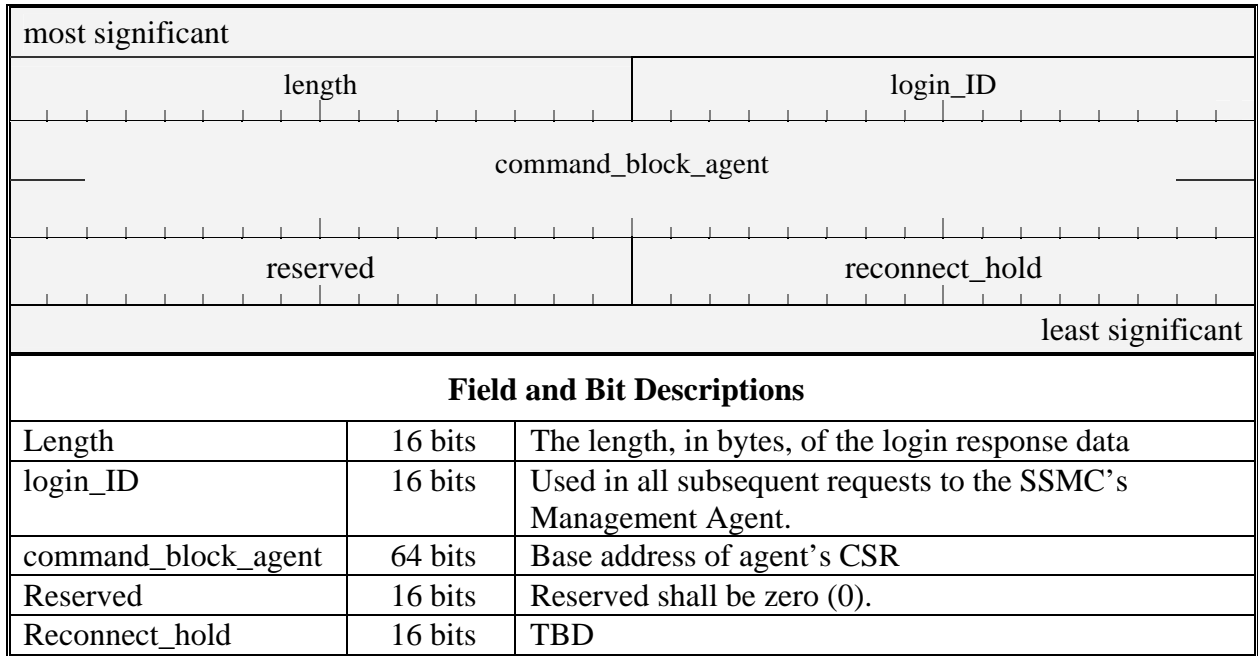 most significant
length login_ID
command_block_agent
reserved reconnect_hold
least significant
Field and Bit Descriptions
Length 16 bits The length, in bytes, of the login response data
login_ID 16 bits Used in all subsequent requests to the SSMC’s
Management Agent.
command_block_agent 64 bits Base address of agent’s CSR
Reserved 16 bits Reserved shall be zero (0).
Reconnect_hold 16 bits TBD